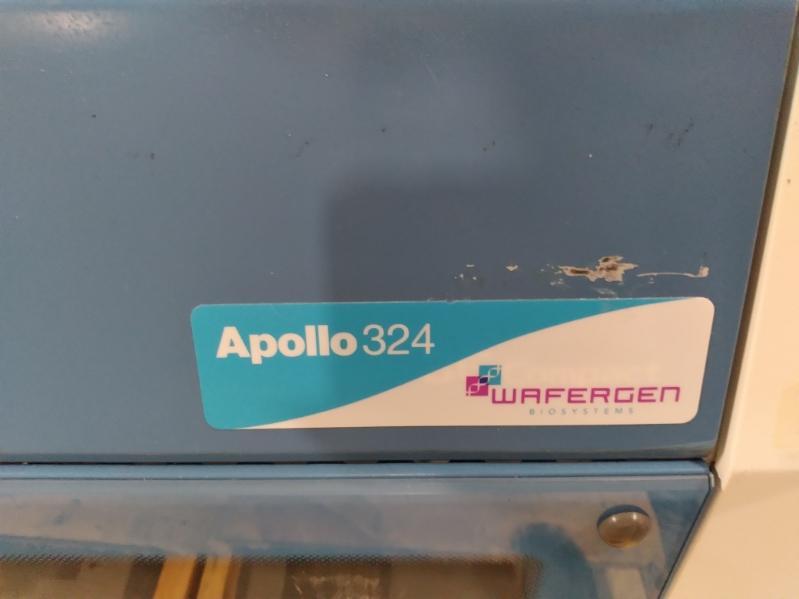 Apollo 324
WAFERGEN
BIOSYSTEMS